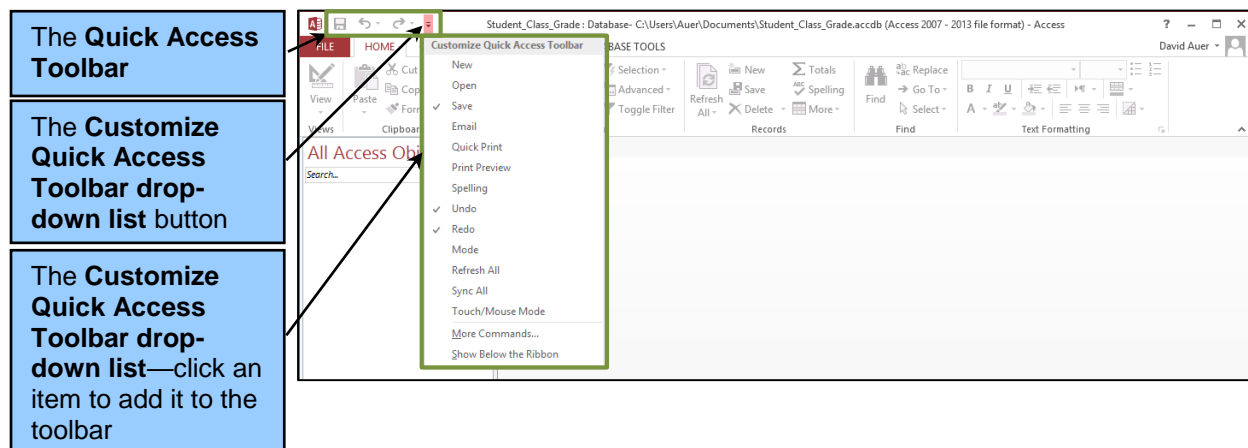 The Quick Access
Toolbar
The Customize
Quick Access
Toolbar drop-
down list button
The Customize
Quick Access
Toolbar drop-
down list—click an
item to add it to the
toolbar
Student_Class_Grade : Database- C:\Users\Auer\Documents\Student_Class_Grade.accdb (Access 2007 - 2013 file format) - Access
FILE HOME BASE TOOLS David Auer
Customize Quick Access Toolbar
New
Open
Save
Email
Quick Print
Print Preview
Spelling
Undo
Redo
Mode
Refresh All
Sync All
Touch/Mouse Mode
More Commands...
Show Below the Ribbon
View
Views
Paste
Cut
Cop
Form
Clipboar
Selection
Advanced
Toggle Filter
Refresh
All
New
Save
Delete
Totals
Spelling
More
Records
Find
Replace
Go To
Select
Find
B I U
A
Text Formatting
All Access Obj
Search...